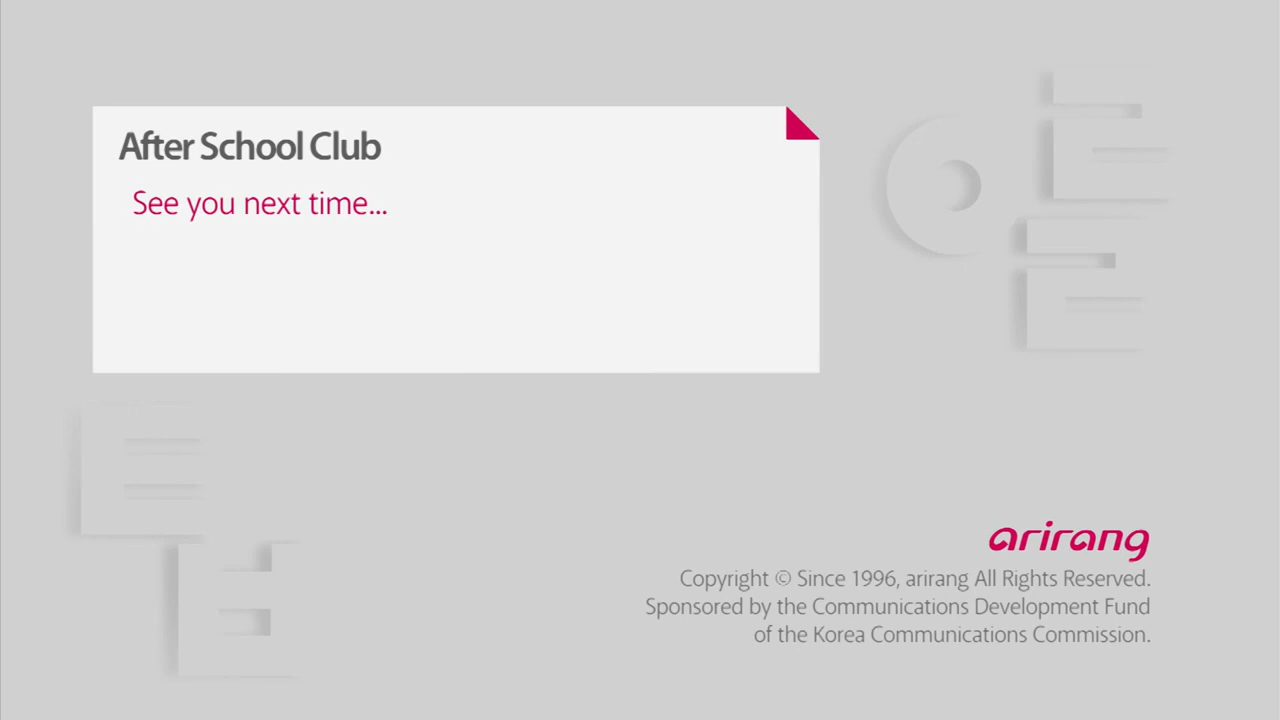 After School Club
See you next time...
arirang
Copyright © Since 1996, arirang All Rights Reserved.
Sponsored by the Communications Development Fund
of the Korea Communications Commission.